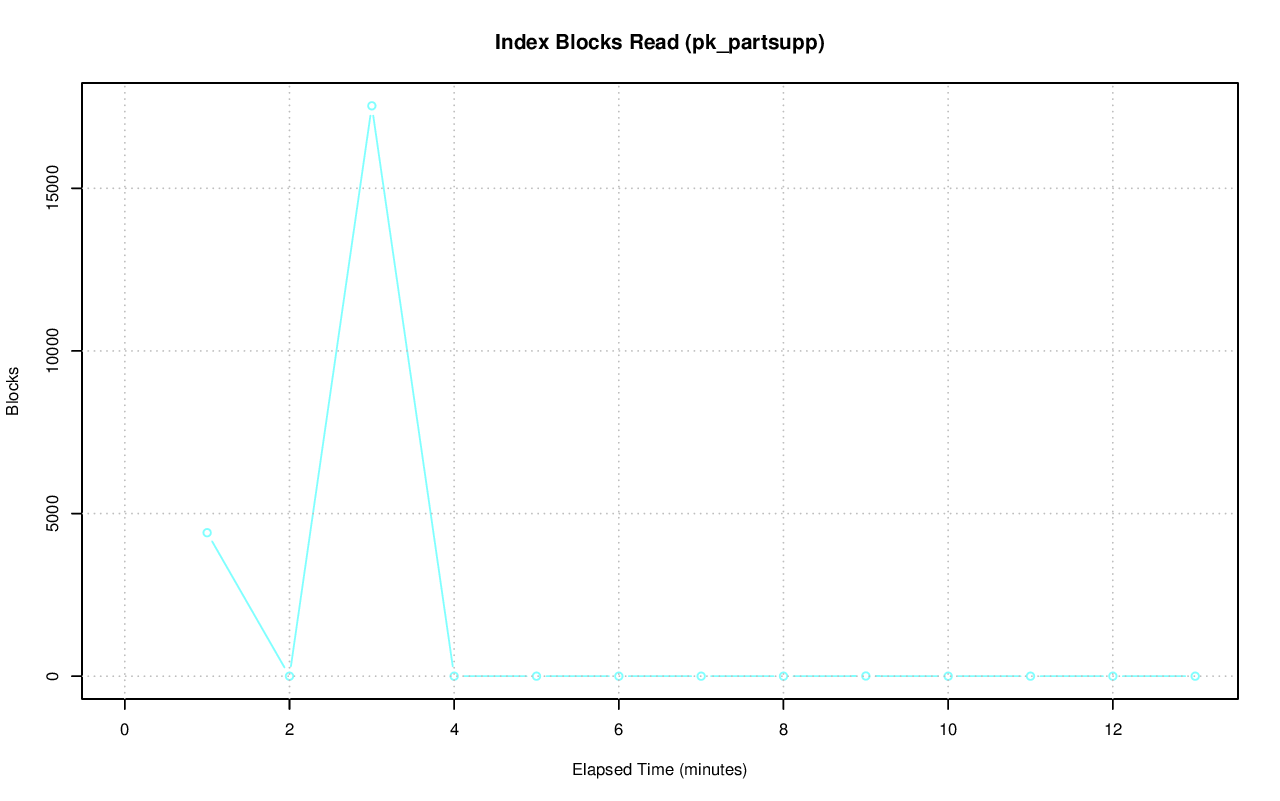 Index Blocks Read (pk_partsupp)
15000
10000
5000
0
Blocks
0 2 4 6 8 10 12
Elapsed Time (minutes)